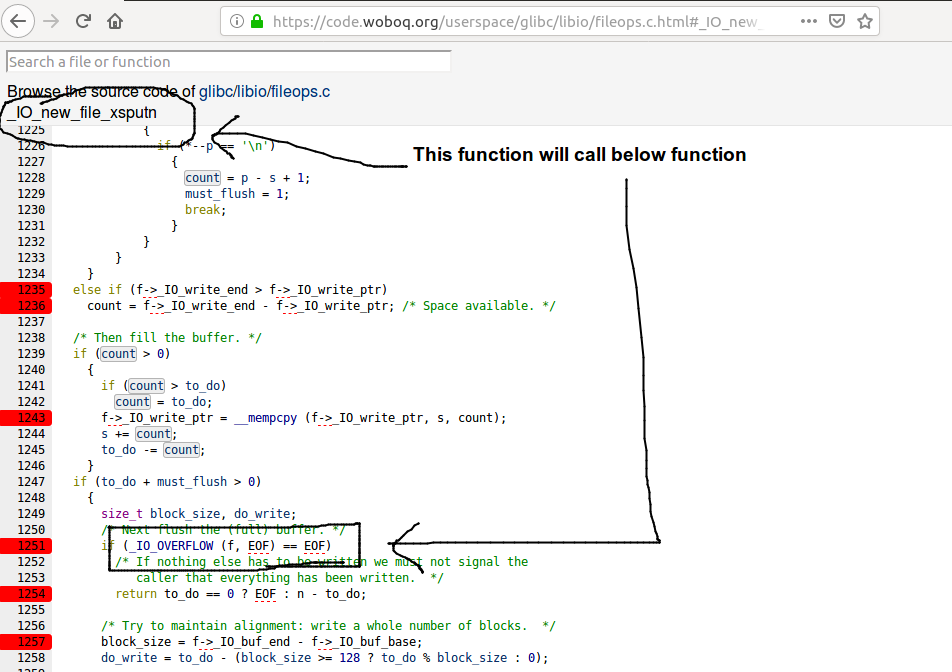 https://code.woboq.org/userspace/glibc/libio/fileops.c.html#_IO_new_
Search a file or function
Browse the source code of glibc/libio/fileops.c
_IO_new_file_xsputn
1225 {
1226 if (*--p == '\n')
This function will call below function
1227 {
1228 count = p - s + 1;
1229 must_flush = 1;
1230 break;
1231 }
1232 }
1233 }
1234 }
1235 else if (f->_IO_write_end > f->_IO_write_ptr)
1236 count = f->_IO_write_end - f->_IO_write_ptr; /* Space available. */
1237
1238 /* Then fill the buffer. */
1239 if (count > 0)
1240 {
1241 if (count > to_do)
1242 count = to_do;
1243 f->_IO_write_ptr = __mempcpy (f->_IO_write_ptr, s, count);
1244 s += count;
1245 to_do -= count;
1246 }
1247 if (to_do + must_flush > 0)
1248 {
1249 size_t block_size, do_write;
1250 /* Next flush the (full) buffer. */
1251 if (_IO_OVERFLOW (f, EOF) == EOF)
1252 /* If nothing else has to be written we must not signal the
1253 caller that everything has been written. */
1254 return to_do == 0 ? EOF : n - to_do;
1255
1256 /* Try to maintain alignment: write a whole number of blocks. */
1257 block_size = f->_IO_buf_end - f->_IO_buf_base;
1258 do_write = to_do - (block_size >= 128 ? to_do % block_size : 0);